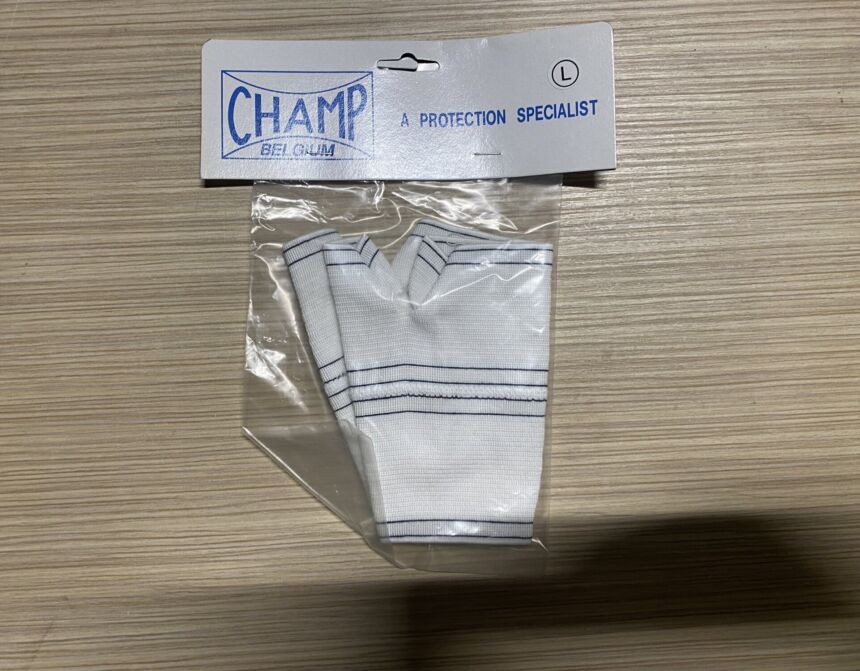 CHAMP
BELGIUM
A PROTECTION SPECIALIST
L